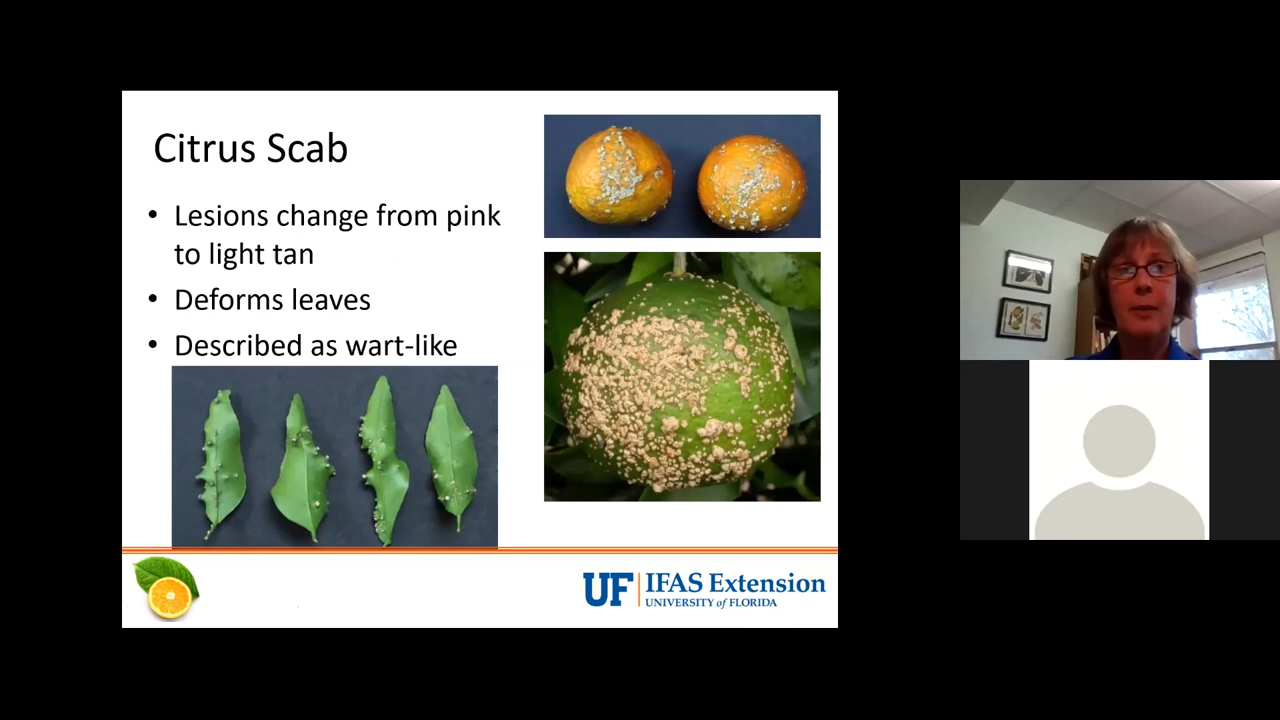 Citrus Scab
• Lesions change from pink
to light tan
• Deforms leaves
• Described as wart-like
UF IFAS Extension
UNIVERSITY of FLORIDA